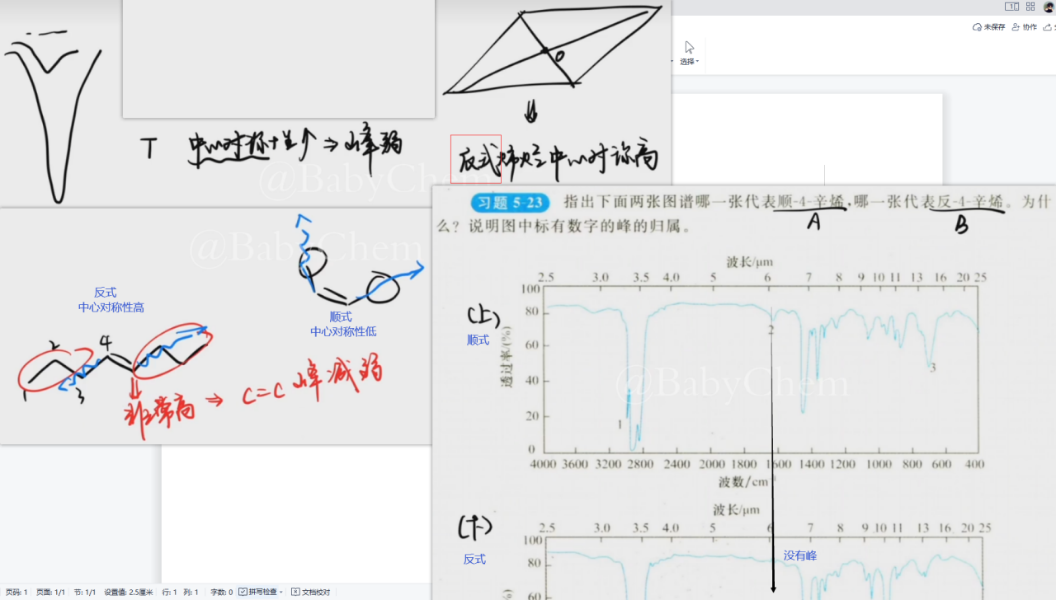 未保存 协作
选择
T 中心对称+生个⇒峰弱
O
反式烯烃中心对称高
@BabyChem
@BabyChem
反式
中心对称性高
顺式
中心对称性低
1 2 3 4
非常高 ⇒ C=C 峰减弱
习题 5-23 指出下面两张图谱哪一张代表顺-4-辛烯,哪一张代表反-4-辛烯。为什
么?说明图中标有数字的峰的归属。
A B
(上)
顺式
波长/μm
2.5 3.0 3.5 4.0 5 6 7 8 9 10 11 13 16 20 25
100
80
60
40
20
0
透过率/(%)
1 2 3
@BabyChem
4000 3600 3200 2800 2400 2000 1800 1600 1400 1200 1000 800 600 400
波数/cm⁻¹
(下)
反式
波长/μm
2.5 3.0 3.5 4.0 5 6 7 8 9 10 11 13 16 20 25
100
80
60
没有峰
页码: 1 页面: 1/1 节: 1/1 设置值: 2.5厘米 行: 1 列: 1 字数: 0 拼写检查 文档校对